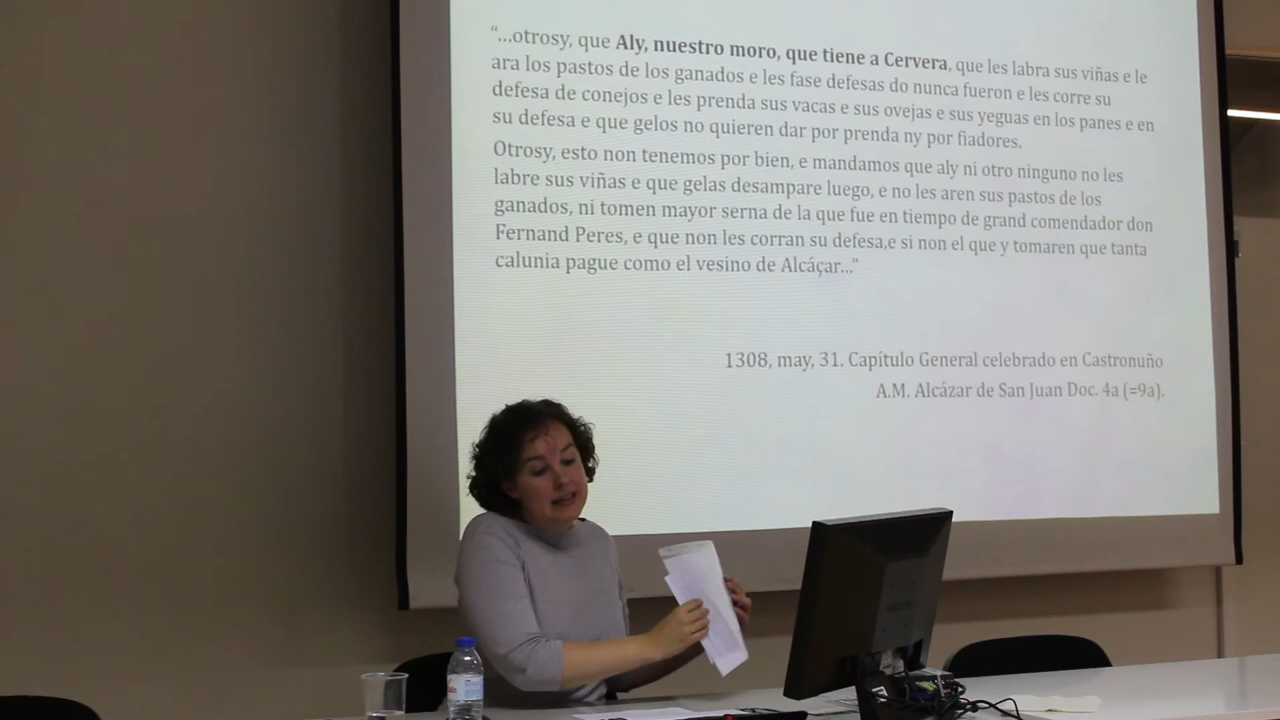 “...otrosy, que Aly, nuestro moro, que tiene a Cervera, que les labra sus viñas e le
ara los pastos de los ganados e les fase defesas do nunca fueron e les corre su
defesa de conejos e les prenda sus vacas e sus ovejas e sus yeguas en los panes e en
su defesa e que gelos no quieren dar por prenda ny por fiadores.
Otrosy, esto non tenemos por bien, e mandamos que aly ni otro ninguno no les
labre sus viñas e que gelas desampare luego, e no les aren sus pastos de los
ganados, ni tomen mayor serna de la que fue en tiempo de grand comendador don
Fernand Peres, e que non les corran su defesa,e si non el que y tomaren que tanta
calunia pague como el vesino de Alcáçar...”
1308, may, 31. Capítulo General celebrado en Castronuño
A.M. Alcázar de San Juan Doc. 4a (=9a).